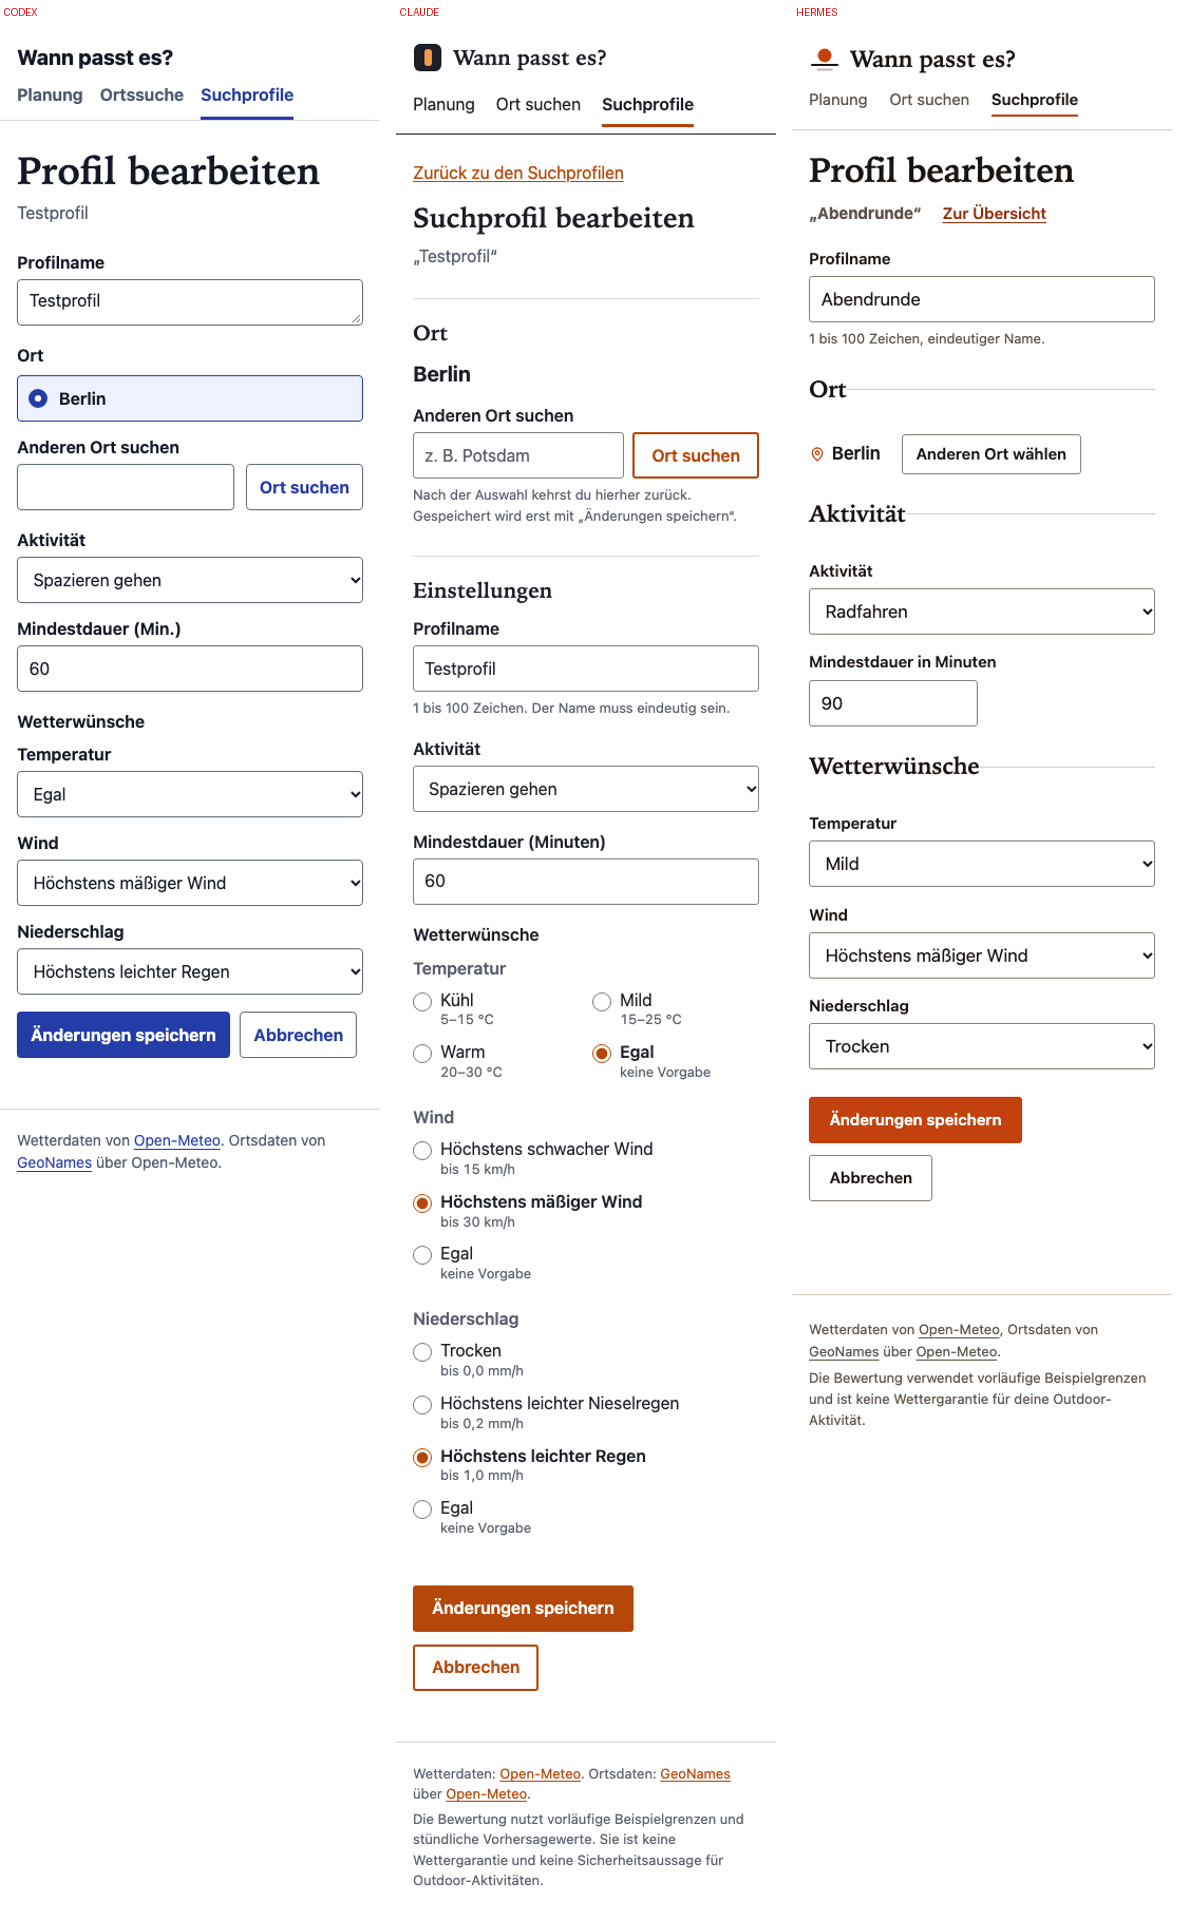 CODEX
Wann passt es?
Planung Ortssuche Suchprofile
Profil bearbeiten
Testprofil
Profilname
Testprofil
Ort
Berlin
Anderen Ort suchen
Ort suchen
Aktivität
Spazieren gehen
Mindestdauer (Min.)
60
Wetterwünsche
Temperatur
Egal
Wind
Höchstens mäßiger Wind
Niederschlag
Höchstens leichter Regen
Änderungen speichern Abbrechen
Wetterdaten von Open-Meteo. Ortsdaten von
GeoNames über Open-Meteo.
CLAUDE
Wann passt es?
Planung Ort suchen Suchprofile
Zurück zu den Suchprofilen
Suchprofil bearbeiten
„Testprofil“
Ort
Berlin
Anderen Ort suchen
z. B. Potsdam Ort suchen
Nach der Auswahl kehrst du hierher zurück.
Gespeichert wird erst mit „Änderungen speichern“.
Einstellungen
Profilname
Testprofil
1 bis 100 Zeichen. Der Name muss eindeutig sein.
Aktivität
Spazieren gehen
Mindestdauer (Minuten)
60
Wetterwünsche
Temperatur
Kühl Mild
5–15 °C 15–25 °C
Warm Egal
20–30 °C keine Vorgabe
Wind
Höchstens schwacher Wind
bis 15 km/h
Höchstens mäßiger Wind
bis 30 km/h
Egal
keine Vorgabe
Niederschlag
Trocken
bis 0,0 mm/h
Höchstens leichter Nieselregen
bis 0,2 mm/h
Höchstens leichter Regen
bis 1,0 mm/h
Egal
keine Vorgabe
Änderungen speichern
Abbrechen
Wetterdaten: Open-Meteo. Ortsdaten: GeoNames
über Open-Meteo.
Die Bewertung nutzt vorläufige Beispielgrenzen und
stündliche Vorhersagewerte. Sie ist keine
Wettergarantie und keine Sicherheitsaussage für
Outdoor-Aktivitäten.
HERMES
Wann passt es?
Planung Ort suchen Suchprofile
Profil bearbeiten
„Abendrunde“ Zur Übersicht
Profilname
Abendrunde
1 bis 100 Zeichen, eindeutiger Name.
Ort
Berlin Anderen Ort wählen
Aktivität
Aktivität
Radfahren
Mindestdauer in Minuten
90
Wetterwünsche
Temperatur
Mild
Wind
Höchstens mäßiger Wind
Niederschlag
Trocken
Änderungen speichern
Abbrechen
Wetterdaten von Open-Meteo, Ortsdaten von
GeoNames über Open-Meteo.
Die Bewertung verwendet vorläufige Beispielgrenzen
und ist keine Wettergarantie für deine Outdoor-
Aktivität.